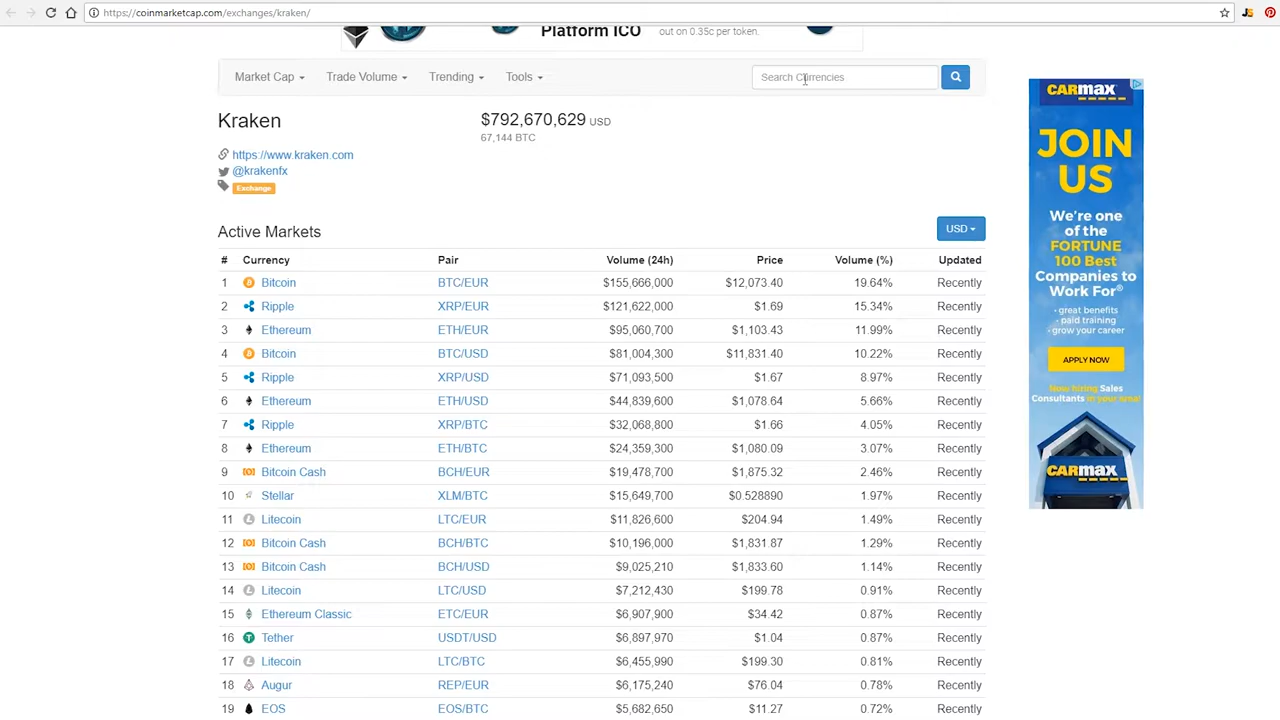 https://coinmarketcap.com/exchanges/kraken/
Platform ICO
out on 0.35c per token.
Market Cap
Trade Volume
Trending
Tools
Search Currencies
Kraken
$792,670,629 USD
67,144 BTC
https://www.kraken.com
@krakenfx
Exchange
Active Markets
USD
# Currency Pair Volume (24h) Price Volume (%) Updated
1 Bitcoin BTC/EUR $155,666,000 $12,073.40 19.64% Recently
2 Ripple XRP/EUR $121,622,000 $1.69 15.34% Recently
3 Ethereum ETH/EUR $95,060,700 $1,103.43 11.99% Recently
4 Bitcoin BTC/USD $81,004,300 $11,831.40 10.22% Recently
5 Ripple XRP/USD $71,093,500 $1.67 8.97% Recently
6 Ethereum ETH/USD $44,839,600 $1,078.64 5.66% Recently
7 Ripple XRP/BTC $32,068,800 $1.66 4.05% Recently
8 Ethereum ETH/BTC $24,359,300 $1,080.09 3.07% Recently
9 Bitcoin Cash BCH/EUR $19,478,700 $1,875.32 2.46% Recently
10 Stellar XLM/BTC $15,649,700 $0.528890 1.97% Recently
11 Litecoin LTC/EUR $11,826,600 $204.94 1.49% Recently
12 Bitcoin Cash BCH/BTC $10,196,000 $1,831.87 1.29% Recently
13 Bitcoin Cash BCH/USD $9,025,210 $1,833.60 1.14% Recently
14 Litecoin LTC/USD $7,212,430 $199.78 0.91% Recently
15 Ethereum Classic ETC/EUR $6,907,900 $34.42 0.87% Recently
16 Tether USDT/USD $6,897,970 $1.04 0.87% Recently
17 Litecoin LTC/BTC $6,455,990 $199.30 0.81% Recently
18 Augur REP/EUR $6,175,240 $76.04 0.78% Recently
19 EOS EOS/BTC $5,682,650 $11.27 0.72% Recently
CARMAX
JOIN
US
We're one
of the
FORTUNE
100 Best
Companies to
Work For®
· great benefits
· paid training
· grow your career
APPLY NOW
Now hiring Sales
Consultants in your area!
CARMAX